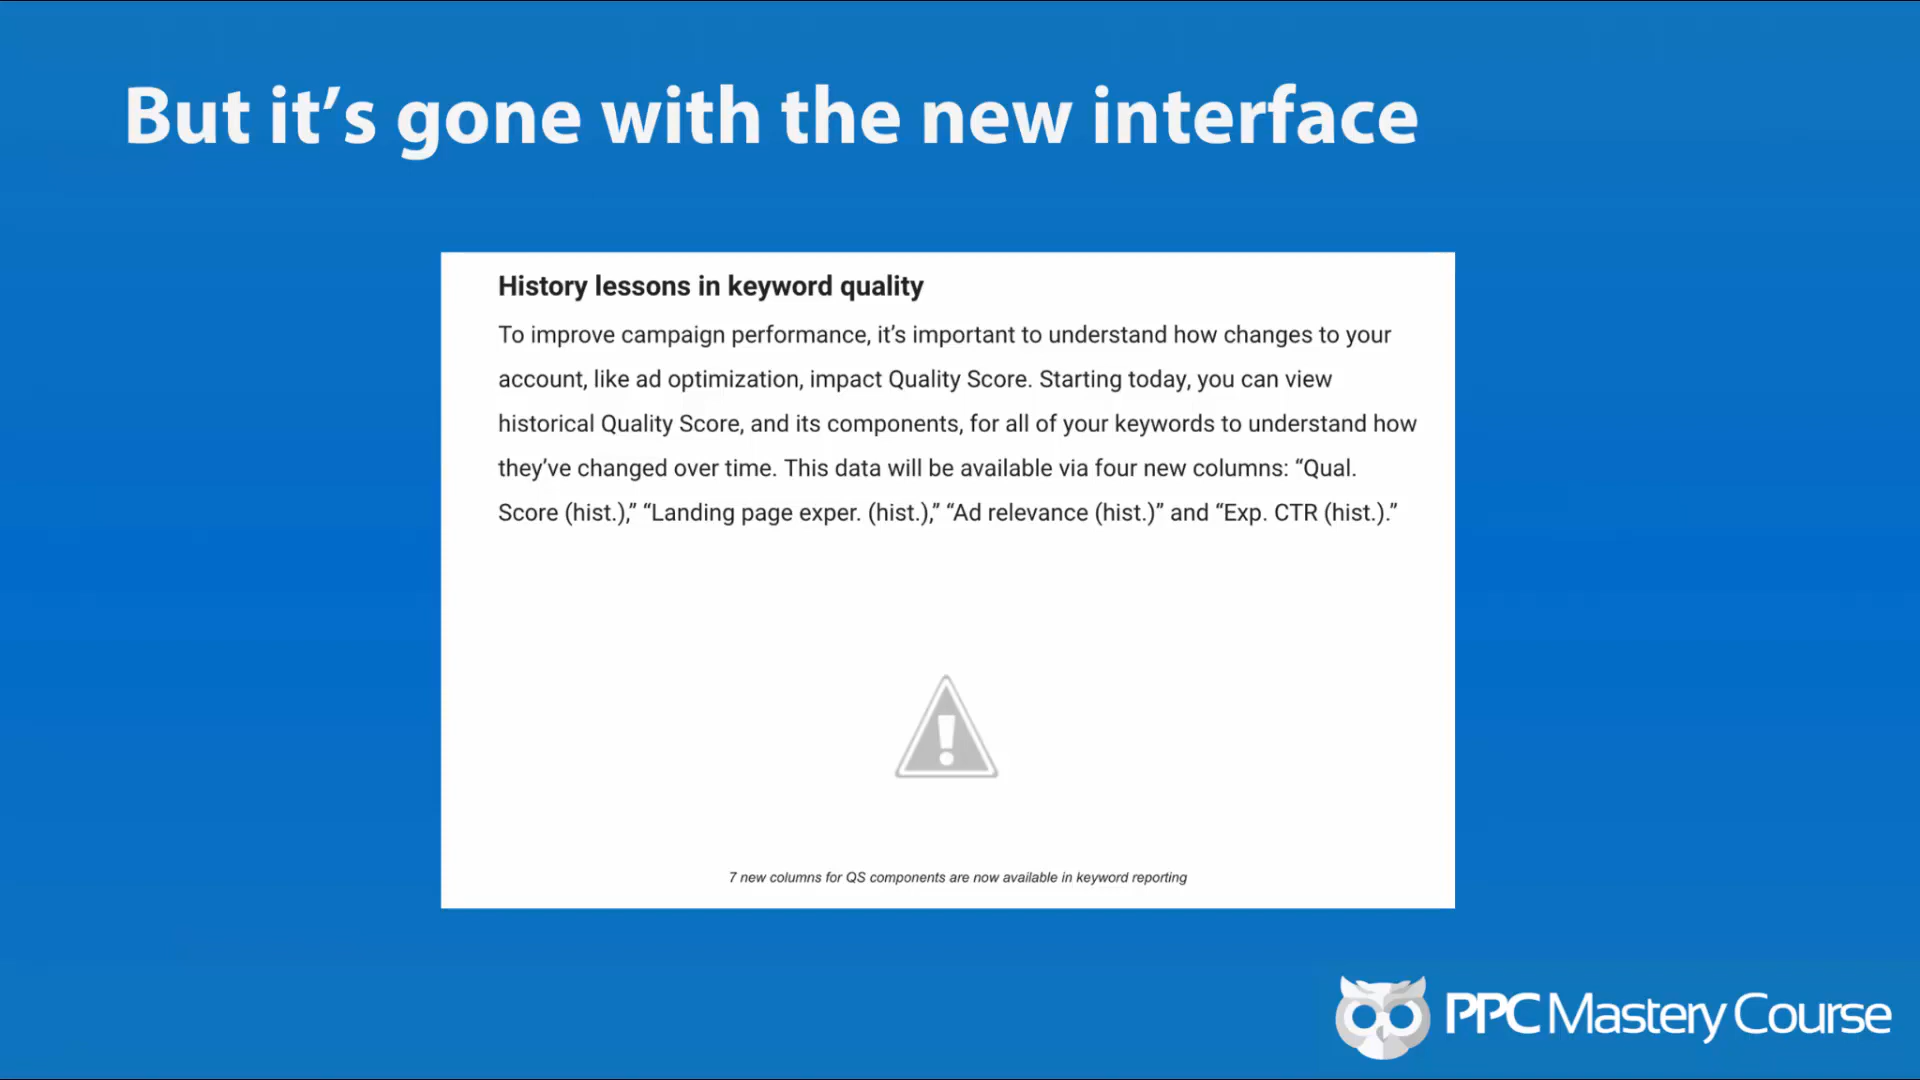 But it’s gone with the new interface
History lessons in keyword quality
To improve campaign performance, it’s important to understand how changes to your
account, like ad optimization, impact Quality Score. Starting today, you can view
historical Quality Score, and its components, for all of your keywords to understand how
they’ve changed over time. This data will be available via four new columns: “Qual.
Score (hist.),” “Landing page exper. (hist.),” “Ad relevance (hist.)” and “Exp. CTR (hist.).”
7 new columns for QS components are now available in keyword reporting
PPC Mastery Course